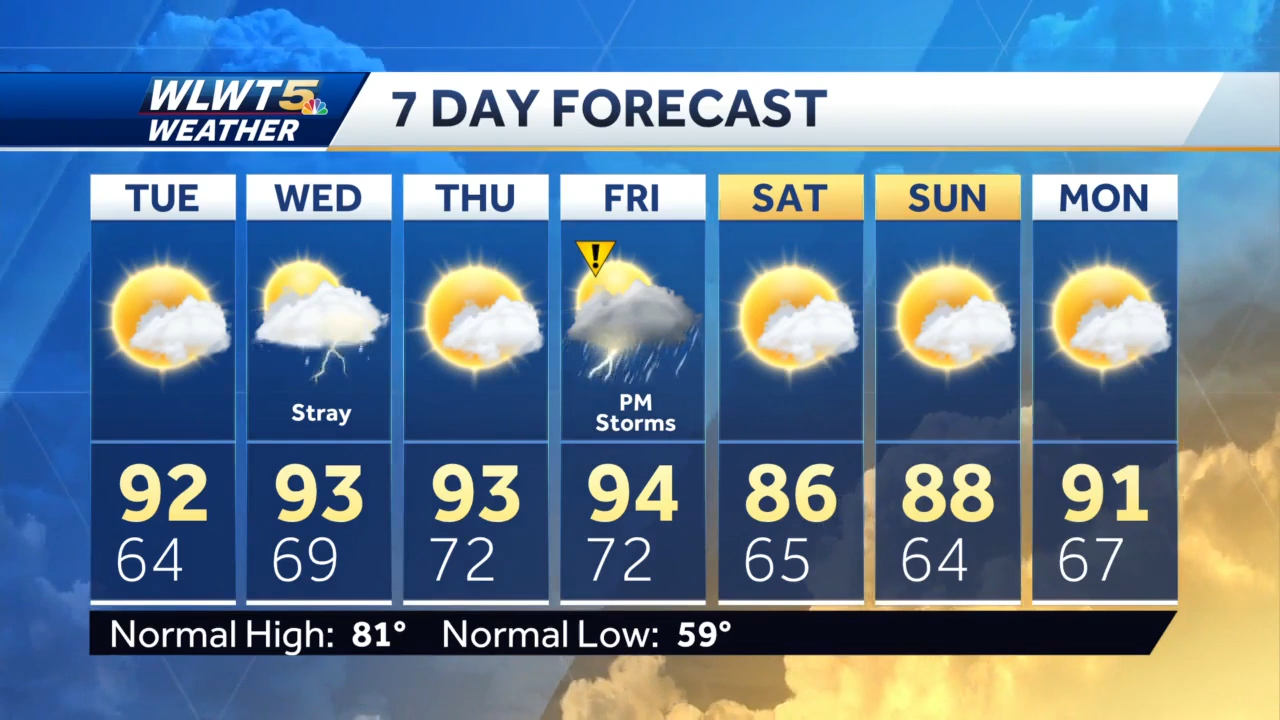 WLWT5
WEATHER
7 DAY FORECAST
TUE WED THU FRI SAT SUN MON
!
Stray
PM
Storms
92 93 93 94 86 88 91
64 69 72 72 65 64 67
Normal High: 81° Normal Low: 59°